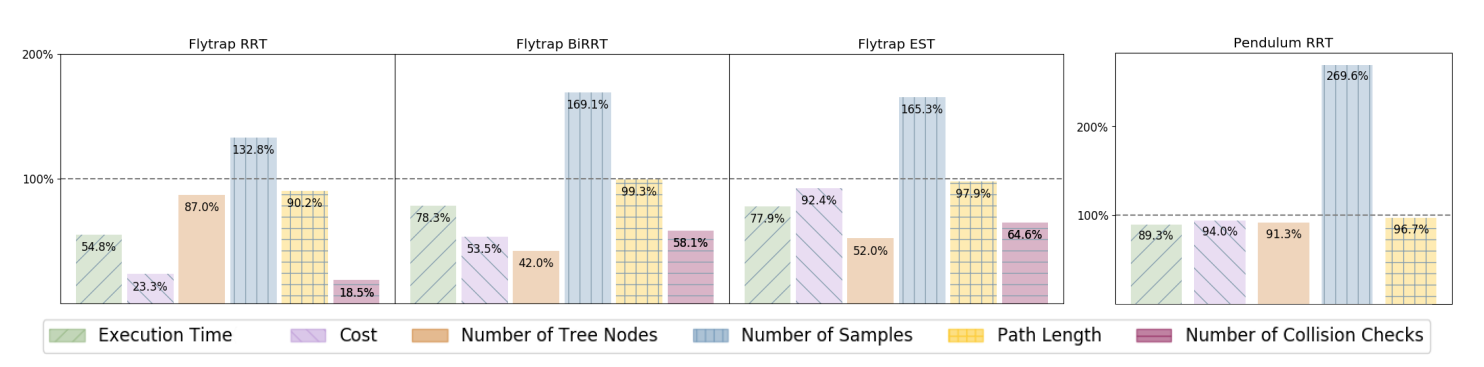 Flytrap RRT
Flytrap BiRRT
Flytrap EST
Pendulum RRT
200%
100%
54.8%
23.3%
87.0%
132.8%
90.2%
18.5%
78.3%
53.5%
42.0%
169.1%
99.3%
58.1%
77.9%
92.4%
52.0%
165.3%
97.9%
64.6%
200%
100%
89.3%
94.0%
91.3%
269.6%
96.7%
Execution Time
Cost
Number of Tree Nodes
Number of Samples
Path Length
Number of Collision Checks